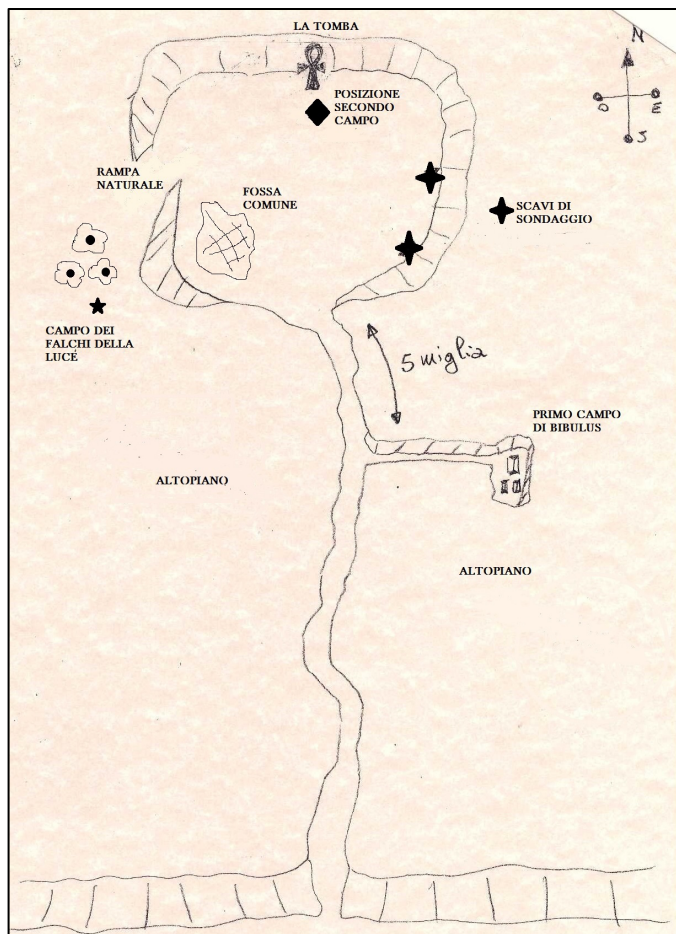 LA TOMBA
N
O
E
S
POSIZIONE
SECONDO
CAMPO
RAMPA
NATURALE
FOSSA
COMUNE
SCAVI DI
SONDAGGIO
CAMPO DEI
FALCHI DELLA
LUCE
5 miglia
PRIMO CAMPO
DI BIBULUS
ALTOPIANO
ALTOPIANO